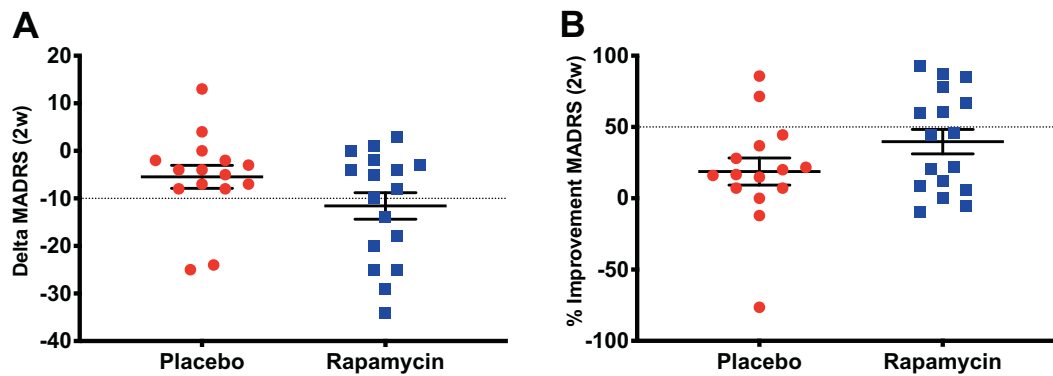 A
Delta MADRS (2w)
20
10
0
-10
-20
-30
-40
Placebo
Rapamycin
B
% Improvement MADRS (2w)
100
50
0
-50
-100
Placebo
Rapamycin